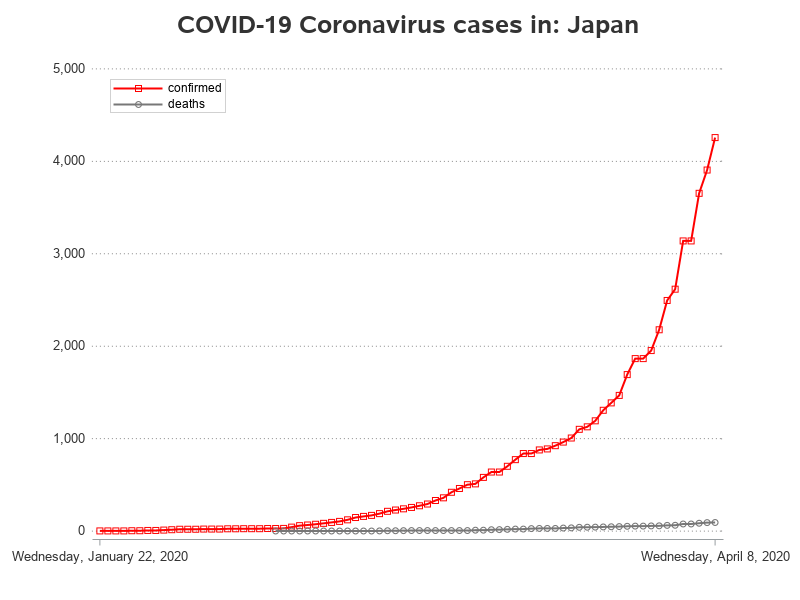 COVID-19 Coronavirus cases in: Japan
5,000
confirmed
deaths
4,000
3,000
2,000
1,000
0
Wednesday, January 22, 2020
Wednesday, April 8, 2020